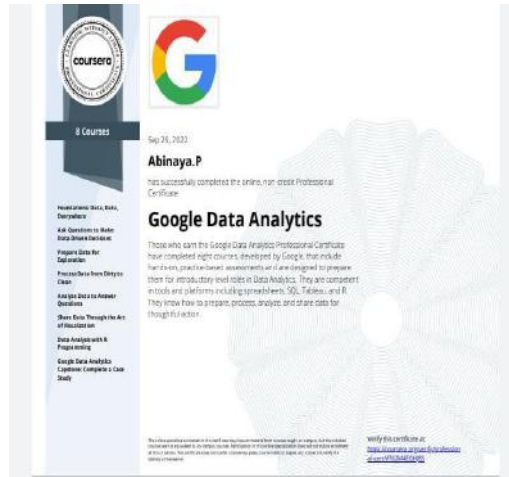 coursera
8 Courses
Foundations: Data, Data,
Everywhere
Ask Questions to Make
Data-Driven Decisions
Prepare Data for
Exploration
Process Data from Dirty to
Clean
Analyze Data to Answer
Questions
Share Data Through the Art
of Visualization
Data Analysis with R
Programming
Google Data Analytics
Capstone: Complete a Case
Study
Abinaya.P
has successfully completed the online, non-credit Professional
Certificate
Google Data Analytics
Those who earn the Google Data Analytics Professional Certificate
have completed eight courses, developed by Google, that include
hands-on, practice-based assessments and are designed to prepare
them for introductory-level roles in Data Analytics. They are competent
in tools and platforms including spreadsheets, SQL, Tableau, and R.
They know how to prepare, process, analyze, and share data for
thoughtful action.
Verify this certificate at: